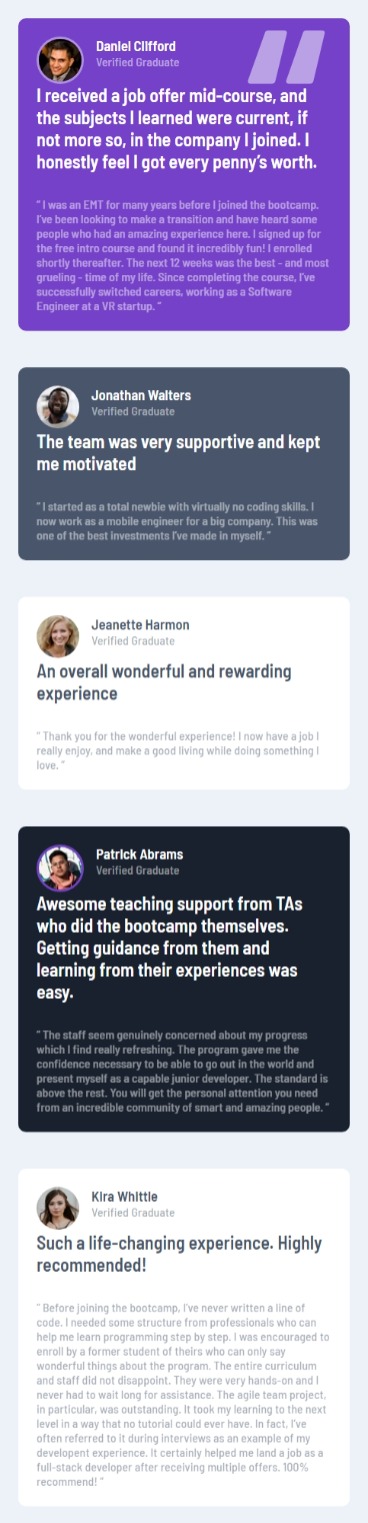 Daniel Clifford
Verified Graduate
I received a job offer mid-course, and
the subjects I learned were current, if
not more so, in the company I joined. I
honestly feel I got every penny’s worth.
“ I was an EMT for many years before I joined the bootcamp.
I’ve been looking to make a transition and have heard some
people who had an amazing experience here. I signed up for
the free intro course and found it incredibly fun! I enrolled
shortly thereafter. The next 12 weeks was the best - and most
grueling - time of my life. Since completing the course, I’ve
successfully switched careers, working as a Software
Engineer at a VR startup. ”
Jonathan Walters
Verified Graduate
The team was very supportive and kept
me motivated
“ I started as a total newbie with virtually no coding skills. I
now work as a mobile engineer for a big company. This was
one of the best investments I’ve made in myself. ”
Jeanette Harmon
Verified Graduate
An overall wonderful and rewarding
experience
“ Thank you for the wonderful experience! I now have a job I
really enjoy, and make a good living while doing something I
love. ”
Patrick Abrams
Verified Graduate
Awesome teaching support from TAs
who did the bootcamp themselves.
Getting guidance from them and
learning from their experiences was
easy.
“ The staff seem genuinely concerned about my progress
which I find really refreshing. The program gave me the
confidence necessary to be able to go out in the world and
present myself as a capable junior developer. The standard is
above the rest. You will get the personal attention you need
from an incredible community of smart and amazing people. ”
Kira Whittle
Verified Graduate
Such a life-changing experience. Highly
recommended!
“ Before joining the bootcamp, I’ve never written a line of
code. I needed some structure from professionals who can
help me learn programming step by step. I was encouraged to
enroll by a former student of theirs who can only say
wonderful things about the program. The entire curriculum
and staff did not disappoint. They were very hands-on and I
never had to wait long for assistance. The agile team project,
in particular, was outstanding. It took my learning to the next
level in a way that no tutorial could ever have. In fact, I’ve
often referred to it during interviews as an example of my
developent experience. It certainly helped me land a job as a
full-stack developer after receiving multiple offers. 100%
recommend! ”